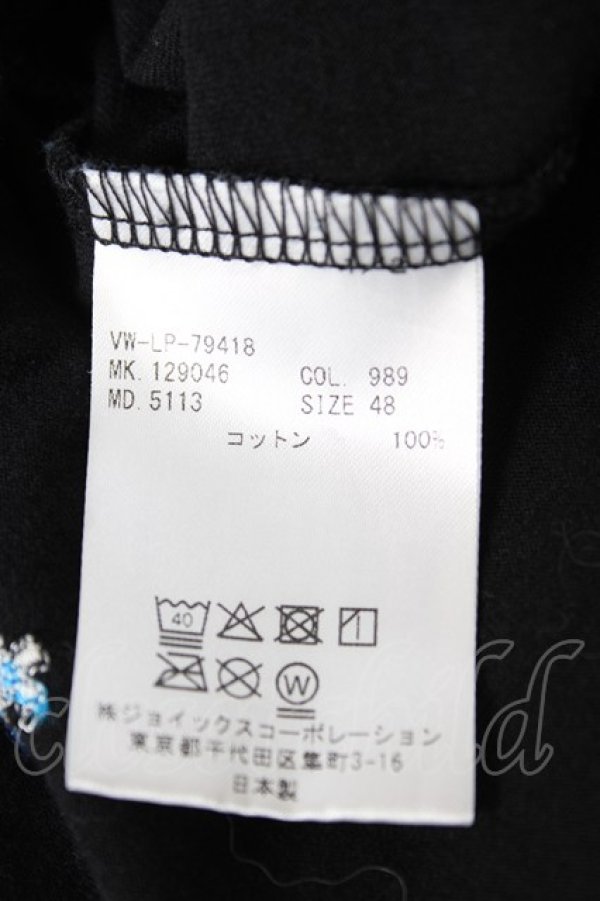 VW-LP-79418
MK. 129046 COL. 989
MD. 5113 SIZE 48
コットン 100%
40
W
㈱ジョイックスコーポレーション
東京都千代田区隼町3-16
日本製